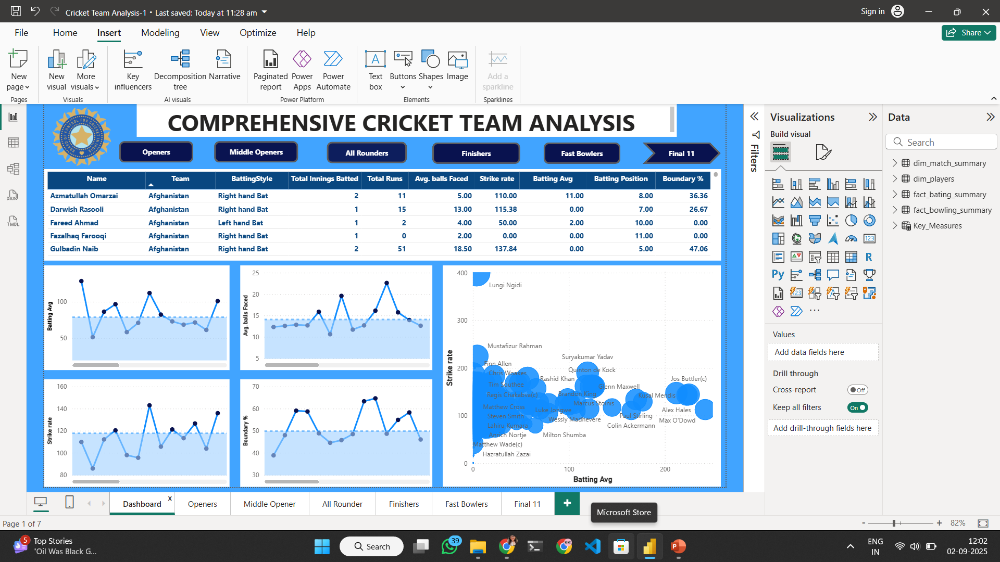 Cricket Team Analysis-1 • Last saved: Today at 11:28 am
Sign in
File Home Insert Modeling View Optimize Help
Share
New page
New visual
More visuals
Key influencers
Decomposition tree
Narrative
Paginated report
Power Apps
Power Automate
Text box
Buttons
Shapes
Image
Add a sparkline
Pages Visuals AI visuals Power Platform Elements Sparklines
COMPREHENSIVE CRICKET TEAM ANALYSIS
Openers Middle Openers All Rounders Finishers Fast Bowlers Final 11
Name Team BattingStyle Total Innings Batted Total Runs Avg. balls Faced Strike rate Batting Avg Batting Position Boundary %
Azmatullah Omarzai Afghanistan Right hand Bat 2 11 5.00 110.00 11.00 8.00 36.36
Darwish Rasooli Afghanistan Right hand Bat 1 15 13.00 115.38 0.00 7.00 26.67
Fareed Ahmad Afghanistan Left hand Bat 1 2 4.00 50.00 2.00 10.00 0.00
Fazalhaq Farooqi Afghanistan Right hand Bat 1 0 2.00 0.00 0.00 11.00 0.00
Gulbadin Naib Afghanistan Right hand Bat 2 51 18.50 137.84 0.00 5.00 47.06
Batting Avg
100
50
Avg. balls Faced
25
20
15
10
5
Strike rate
160
140
120
100
80
Boundary %
70
60
50
40
30
Strike rate
400
300
200
100
0
Lungi Ngidi
Mustafizur Rahman
Finn Allen
Suryakumar Yadav
Chris Woakes
Quinton de Kock
Rashid Khan
Jos Buttler(c)
Tim Southee
Glenn Maxwell
Regis Chakabva(c)
Brandon King
Kusal Mendis
Matthew Cross
Marcus Stoinis
Luke Jongwe
Alex Hales
Steven Smith
Wessly Madhevere
Paul Stirling
Max O'Dowd
Lahiru Kumara
Colin Ackermann
Anrich Nortje
Milton Shumba
Matthew Wade(c)
Hazratullah Zazai
0 100 200
Batting Avg
Filters
Visualizations
Build visual
Values
Add data fields here
Drill through
Cross-report Off
Keep all filters On
Add drill-through fields here
Data
Search
dim_match_summary
dim_players
fact_bating_summary
fact_bowling_summary
Key_Measures
Dashboard x Openers Middle Opener All Rounder Finishers Fast Bowlers Final 11 +
Microsoft Store
Page 1 of 7
- + 82%
5
Top Stories
"Oil Was Black G...
Search
39
ENG
IN
12:02
02-09-2025